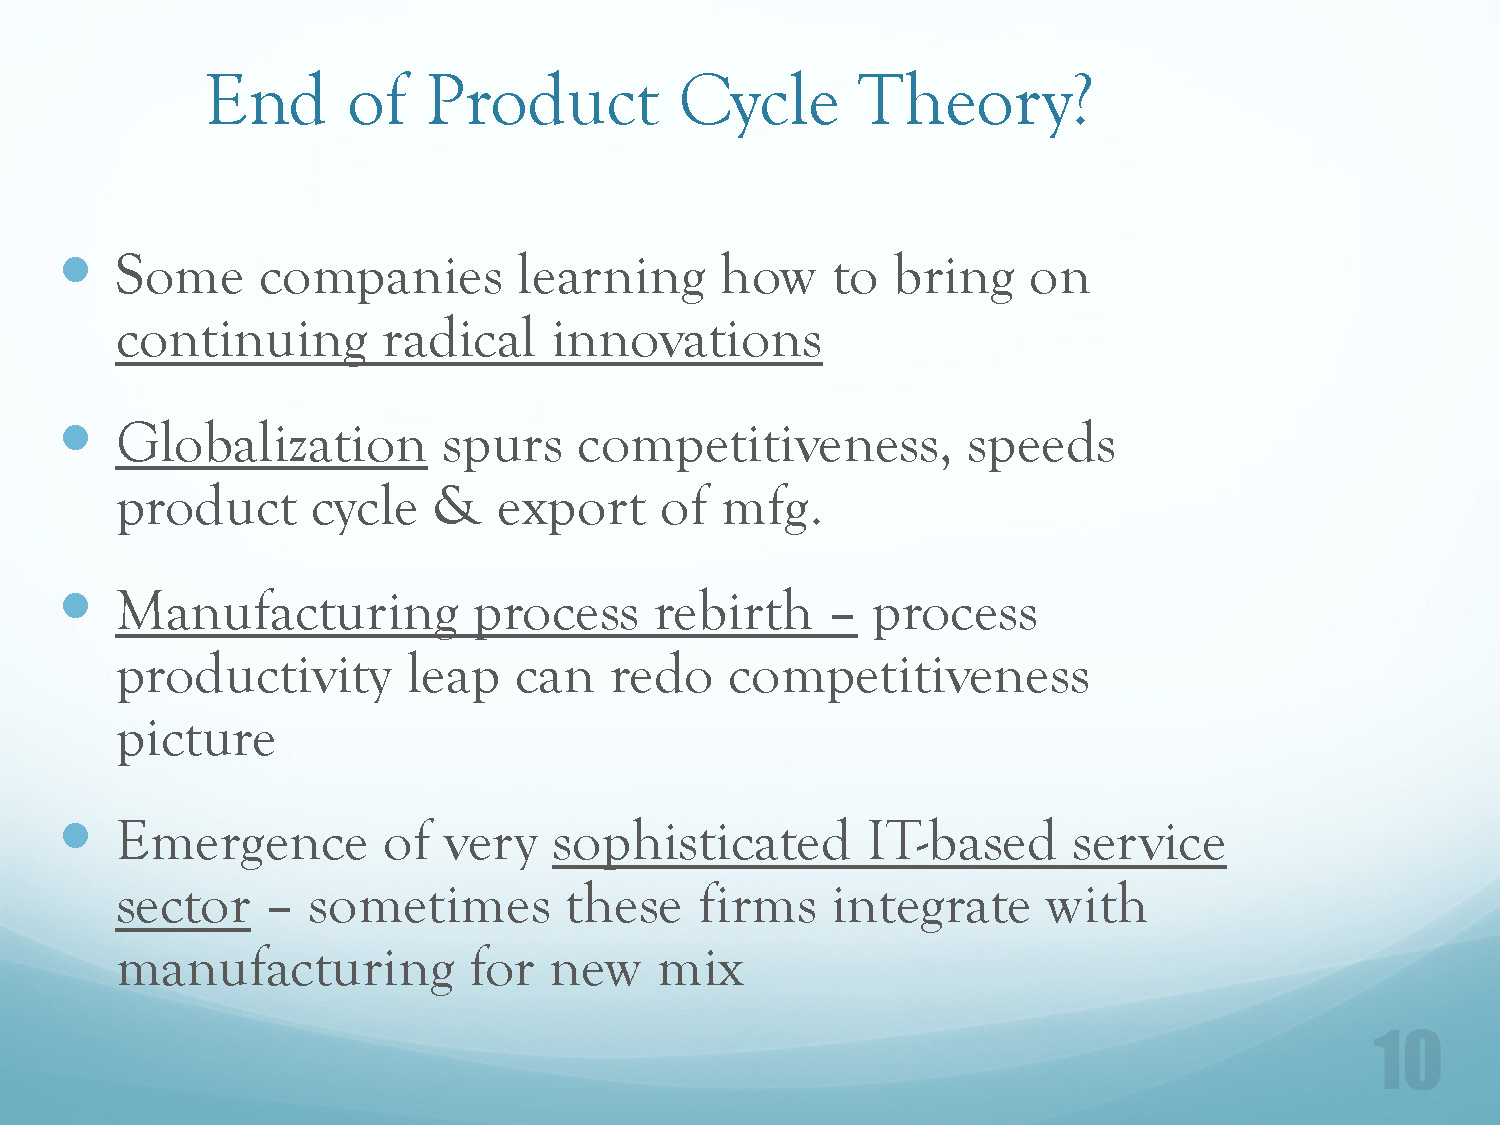 End of Product Cycle Theory?
• Some companies learning how to bring on
continuing radical innovations
• Globalization spurs competitiveness, speeds
product cycle & export of mfg.
• Manufacturing process rebirth – process
productivity leap can redo competitiveness
picture
• Emergence of very sophisticated IT-based service
sector – sometimes these firms integrate with
manufacturing for new mix
10